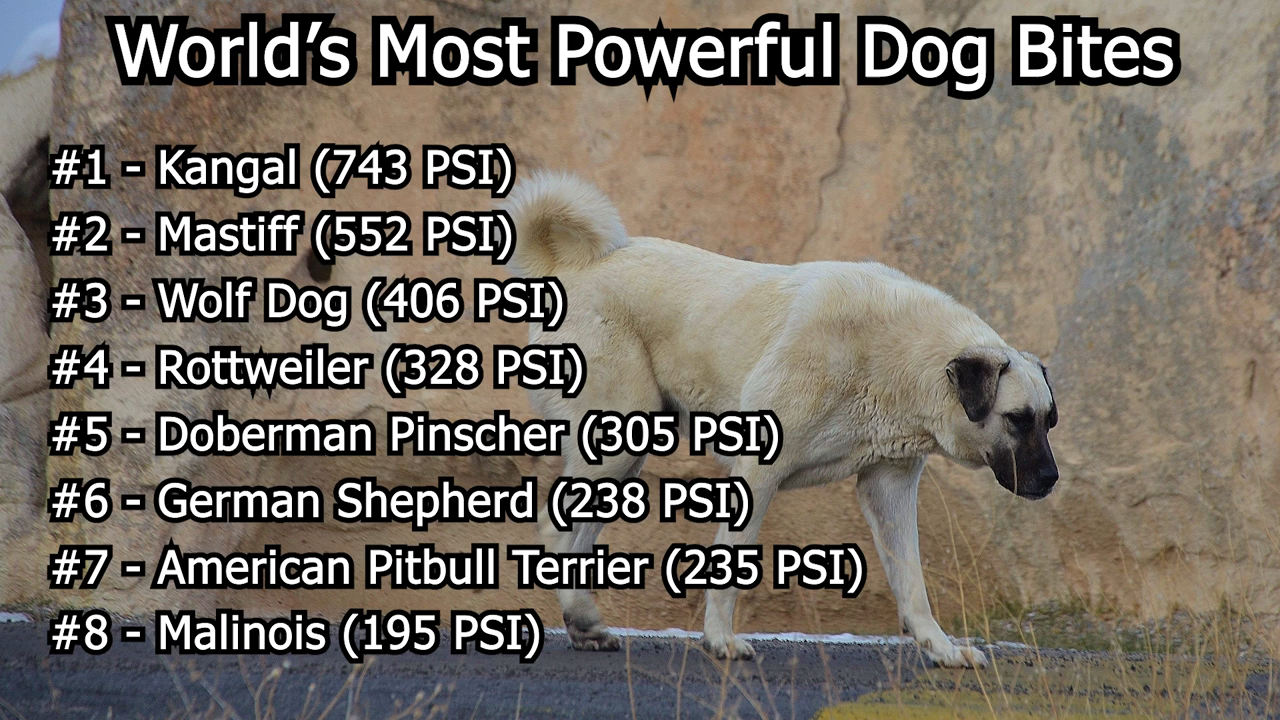 World’s Most Powerful Dog Bites
#1 - Kangal (743 PSI)
#2 - Mastiff (552 PSI)
#3 - Wolf Dog (406 PSI)
#4 - Rottweiler (328 PSI)
#5 - Doberman Pinscher (305 PSI)
#6 - German Shepherd (238 PSI)
#7 - American Pitbull Terrier (235 PSI)
#8 - Malinois (195 PSI)